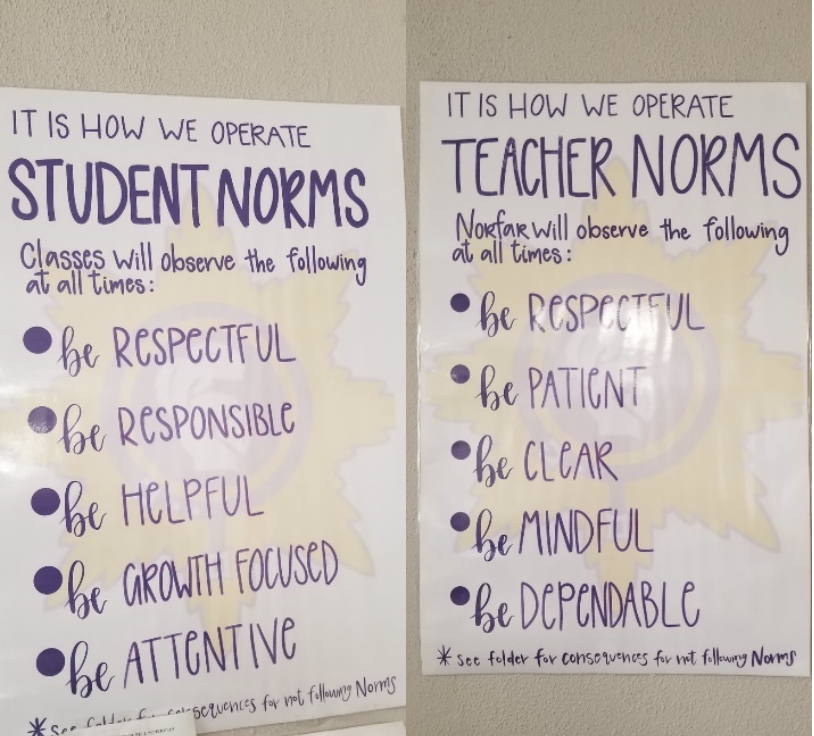 IT IS HOW WE OPERATE
STUDENT NORMS
Classes will observe the following
at all times:
be RESPECTFUL
be RESPONSIBLE
be HELPFUL
be GROWTH FOCUSED
be ATTENTIVE
* See folder for consequences for not following Norms
IT IS HOW WE OPERATE
TEACHER NORMS
Norfar will observe the following
at all times:
be RESPECTFUL
be PATIENT
be CLEAR
be MINDFUL
be DEPENDABLE
* see folder for consequences for not following Norms